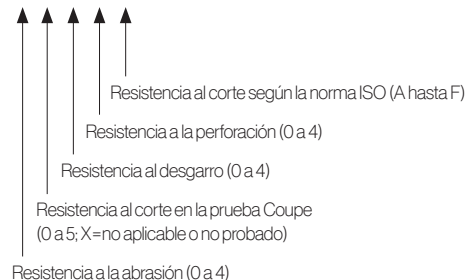 Resistencia al corte según la norma ISO (A hasta F)
Resistencia a la perforación (0 a 4)
Resistencia al desgarro (0 a 4)
Resistencia al corte en la prueba Coupe
(0 a 5; X=no aplicable o no probado)
Resistencia a la abrasión (0 a 4)